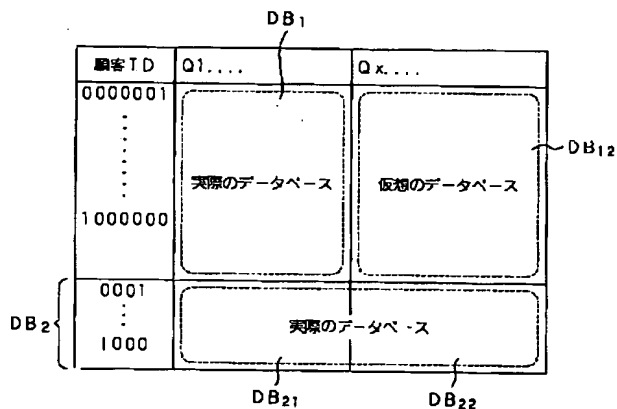 DB1
顧客ID Q1.... Qx....
0000001
実際のデータベース 仮想のデータベース
DB12
1000000
0001
DB2
実際のデータベース
1000
DB21 DB22